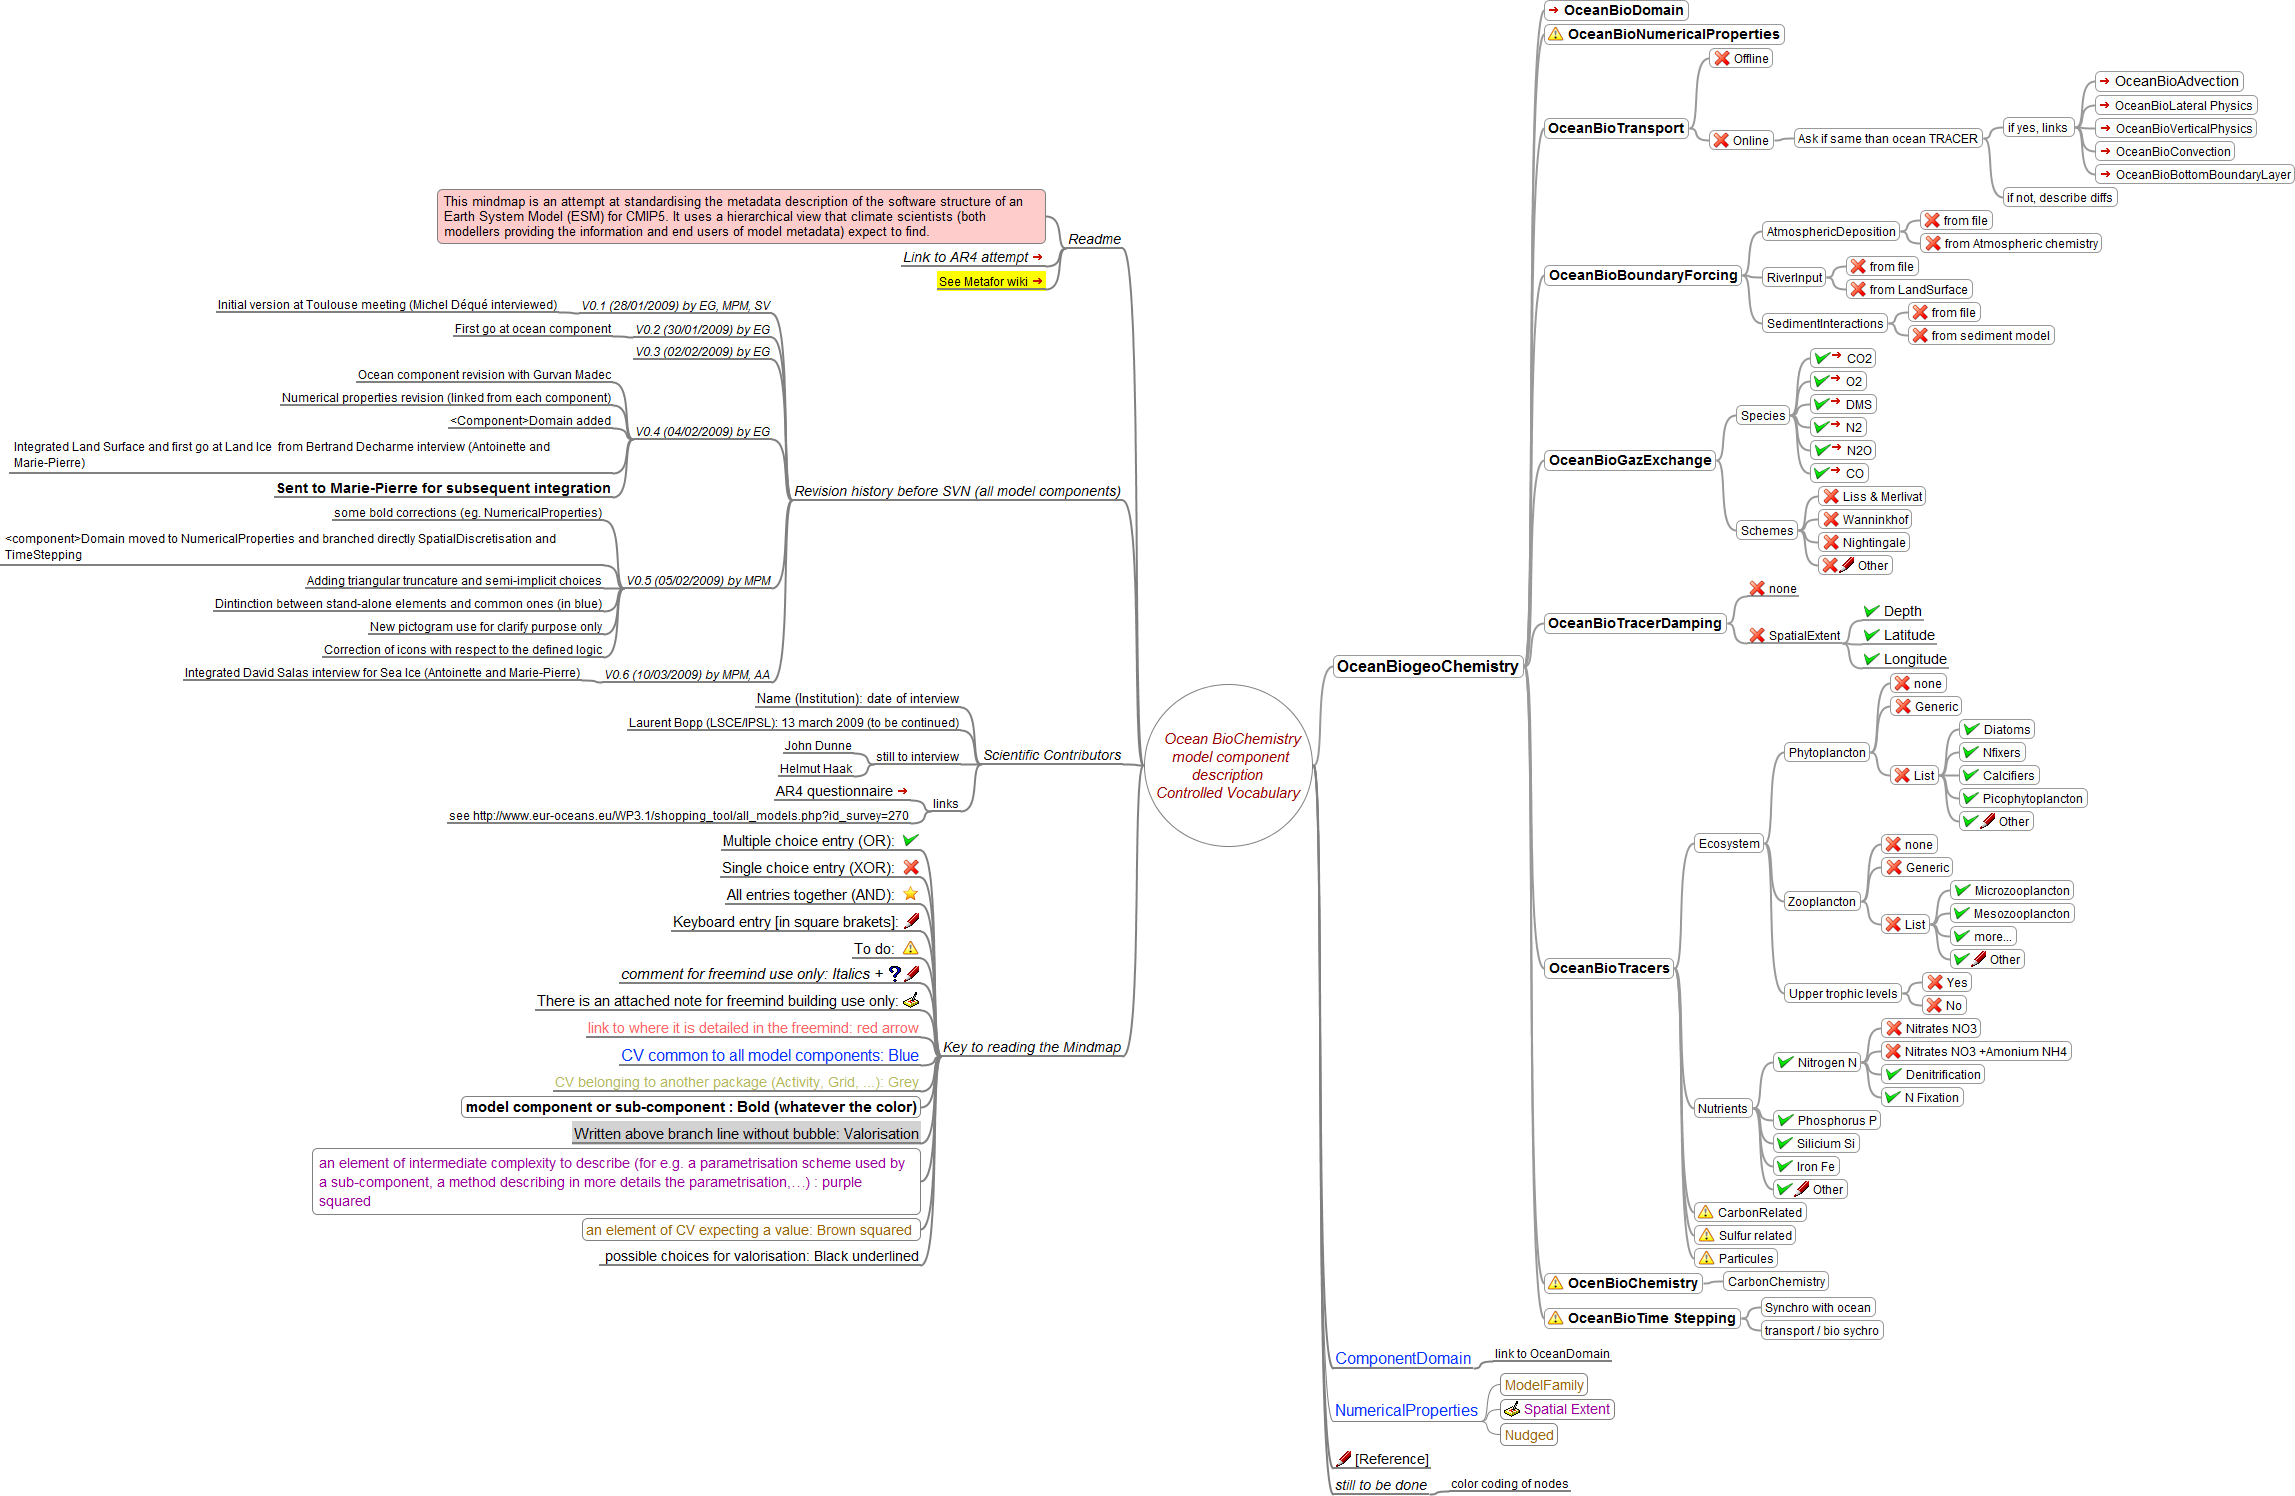 This mindmap is an attempt at standardising the metadata description of the software structure of an
Earth System Model (ESM) for CMIP5. It uses a hierarchical view that climate scientists (both
modellers providing the information and end users of model metadata) expect to find.
Readme
Link to AR4 attempt
See Metafor wiki
Initial version at Toulouse meeting (Michel Déqué interviewed)
V0.1 (28/01/2009) by EG, MPM, SV
First go at ocean component
V0.2 (30/01/2009) by EG
V0.3 (02/02/2009) by EG
Ocean component revision with Gurvan Madec
Numerical properties revision (linked from each component)
<Component>Domain added
V0.4 (04/02/2009) by EG
Integrated Land Surface and first go at Land Ice  from Bertrand Decharme interview (Antoinette and
Marie-Pierre)
Sent to Marie-Pierre for subsequent integration
Revision history before SVN (all model components)
some bold corrections (eg. NumericalProperties)
<component>Domain moved to NumericalProperties and branched directly SpatialDiscretisation and
TimeStepping
Adding triangular truncature and semi-implicit choices
V0.5 (05/02/2009) by MPM
Dintinction between stand-alone elements and common ones (in blue)
New pictogram use for clarify purpose only
Correction of icons with respect to the defined logic
Integrated David Salas interview for Sea Ice (Antoinette and Marie-Pierre)
V0.6 (10/03/2009) by MPM, AA
Name (Institution): date of interview
Laurent Bopp (LSCE/IPSL): 13 march 2009 (to be continued)
John Dunne
still to interview
Helmut Haak
Scientific Contributors
AR4 questionnaire
links
see http://www.eur-oceans.eu/WP3.1/shopping_tool/all_models.php?id_survey=270
Multiple choice entry (OR):
Single choice entry (XOR):
All entries together (AND):
Keyboard entry [in square brakets]:
To do:
comment for freemind use only: Italics +
There is an attached note for freemind building use only:
link to where it is detailed in the freemind: red arrow
Key to reading the Mindmap
CV common to all model components: Blue
CV belonging to another package (Activity, Grid, ...): Grey
model component or sub-component : Bold (whatever the color)
Written above branch line without bubble: Valorisation
an element of intermediate complexity to describe (for e.g. a parametrisation scheme used by
a sub-component, a method describing in more details the parametrisation,…) : purple
squared
an element of CV expecting a value: Brown squared
possible choices for valorisation: Black underlined
Ocean BioChemistry
model component
description
Controlled Vocabulary
OceanBiogeoChemistry
OceanBioDomain
OceanBioNumericalProperties
OceanBioTransport
Offline
Online
Ask if same than ocean TRACER
if yes, links
OceanBioAdvection
OceanBioLateral Physics
OceanBioVerticalPhysics
OceanBioConvection
OceanBioBottomBoundaryLayer
if not, describe diffs
OceanBioBoundaryForcing
AtmosphericDeposition
from file
from Atmospheric chemistry
RiverInput
from file
from LandSurface
SedimentInteractions
from file
from sediment model
OceanBioGazExchange
Species
CO2
O2
DMS
N2
N2O
CO
Schemes
Liss & Merlivat
Wanninkhof
Nightingale
Other
OceanBioTracerDamping
none
SpatialExtent
Depth
Latitude
Longitude
OceanBioTracers
Ecosystem
Phytoplancton
none
Generic
List
Diatoms
Nfixers
Calcifiers
Picophytoplancton
Other
Zooplancton
none
Generic
List
Microzooplancton
Mesozooplancton
more...
Other
Upper trophic levels
Yes
No
Nutrients
Nitrogen N
Nitrates NO3
Nitrates NO3 +Amonium NH4
Denitrification
N Fixation
Phosphorus P
Silicium Si
Iron Fe
Other
CarbonRelated
Sulfur related
Particules
OcenBioChemistry
CarbonChemistry
OceanBioTime Stepping
Synchro with ocean
transport / bio sychro
ComponentDomain
link to OceanDomain
NumericalProperties
ModelFamily
Spatial Extent
Nudged
[Reference]
still to be done
color coding of nodes